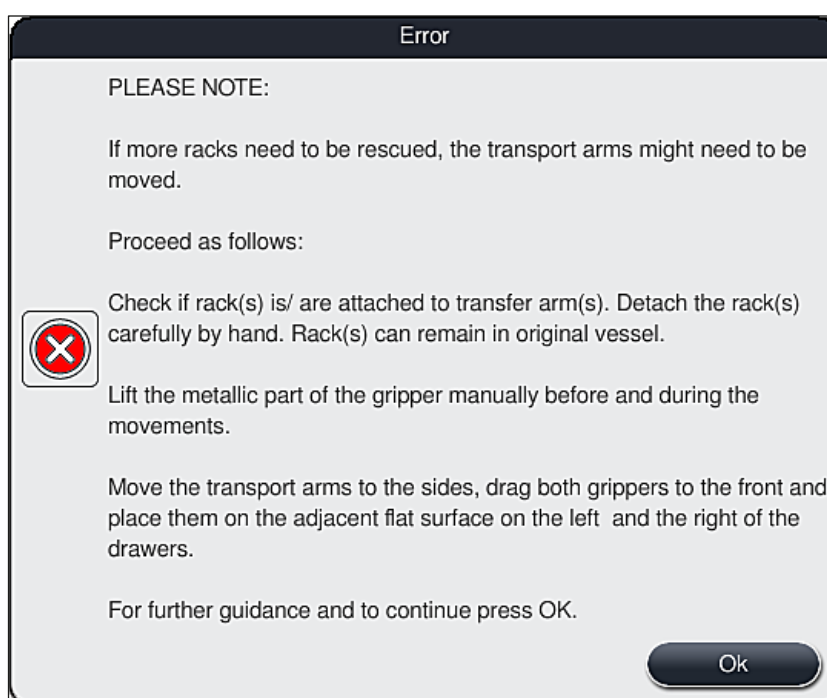 Error
PLEASE NOTE:
If more racks need to be rescued, the transport arms might need to be
moved.
Proceed as follows:
Check if rack(s) is/ are attached to transfer arm(s). Detach the rack(s)
carefully by hand. Rack(s) can remain in original vessel.
Lift the metallic part of the gripper manually before and during the
movements.
Move the transport arms to the sides, drag both grippers to the front and
place them on the adjacent flat surface on the left and the right of the
drawers.
For further guidance and to continue press OK.
Ok